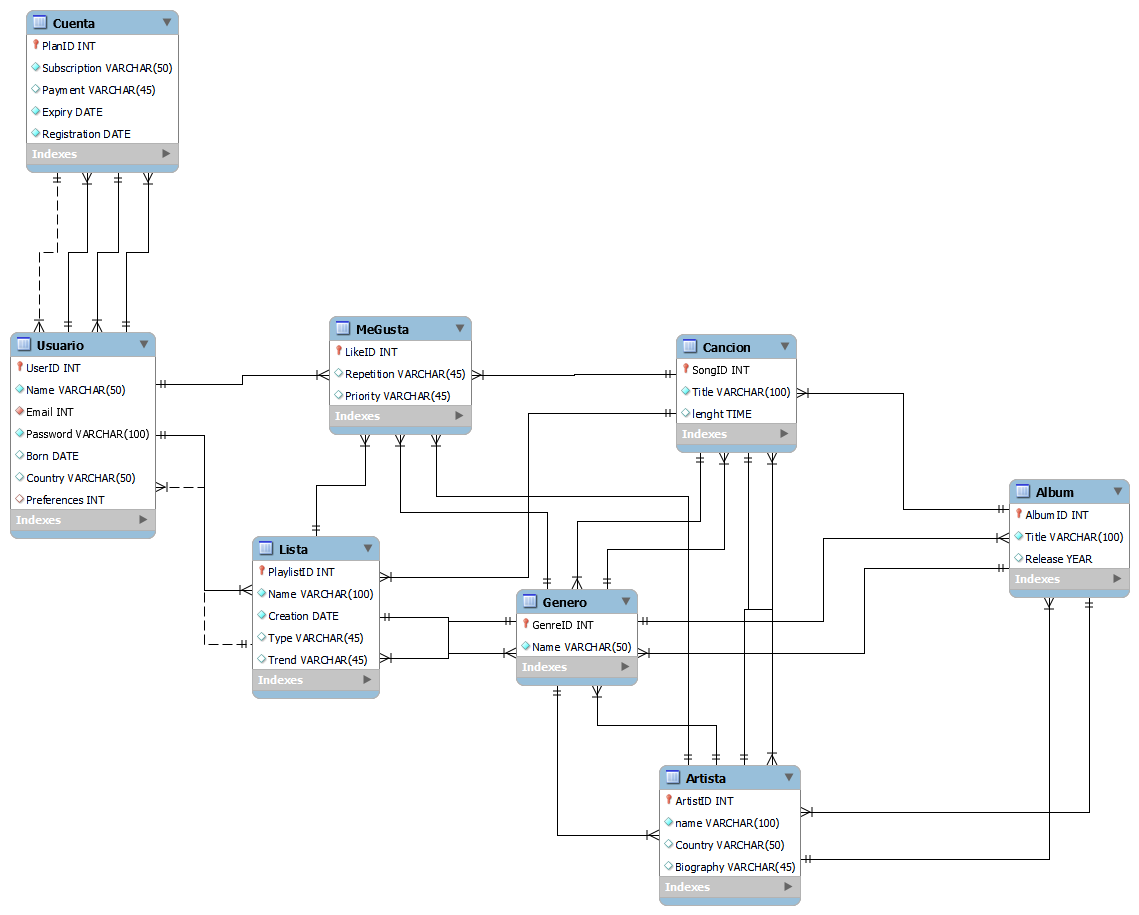 Cuenta
PlanID INT
Subscription VARCHAR(50)
Payment VARCHAR(45)
Expiry DATE
Registration DATE
Indexes
Usuario
UserID INT
Name VARCHAR(50)
Email INT
Password VARCHAR(100)
Born DATE
Country VARCHAR(50)
Preferences INT
Indexes
MeGusta
LikeID INT
Repetition VARCHAR(45)
Priority VARCHAR(45)
Indexes
Cancion
SongID INT
Title VARCHAR(100)
lenght TIME
Indexes
Album
AlbumID INT
Title VARCHAR(100)
Release YEAR
Indexes
Lista
PlaylistID INT
Name VARCHAR(100)
Creation DATE
Type VARCHAR(45)
Trend VARCHAR(45)
Indexes
Genero
GenreID INT
Name VARCHAR(50)
Indexes
Artista
ArtistID INT
name VARCHAR(100)
Country VARCHAR(50)
Biography VARCHAR(45)
Indexes